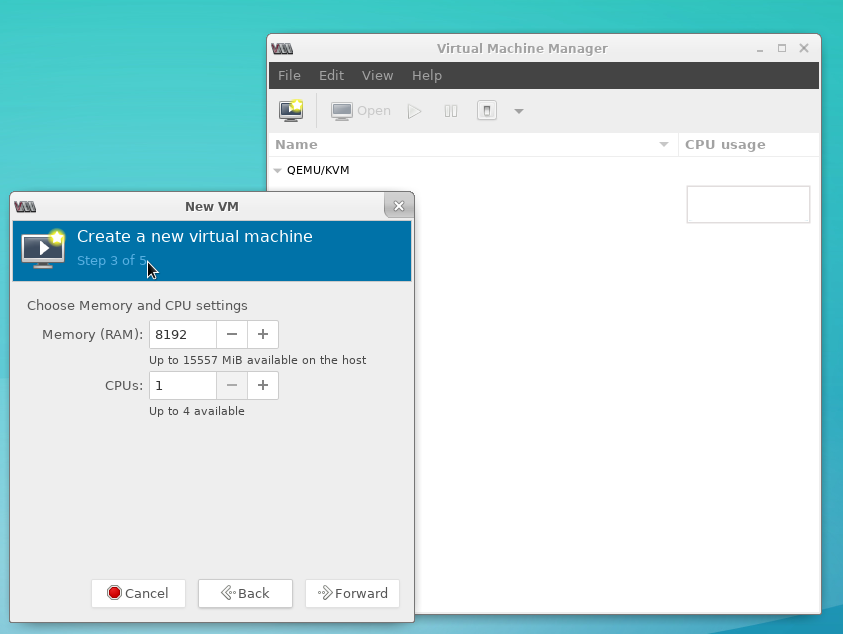 Virtual Machine Manager
File Edit View Help
Open
Name CPU usage
QEMU/KVM
New VM
Create a new virtual machine
Step 3 of 5
Choose Memory and CPU settings
Memory (RAM): 8192
Up to 15557 MiB available on the host
CPUs: 1
Up to 4 available
Cancel Back Forward